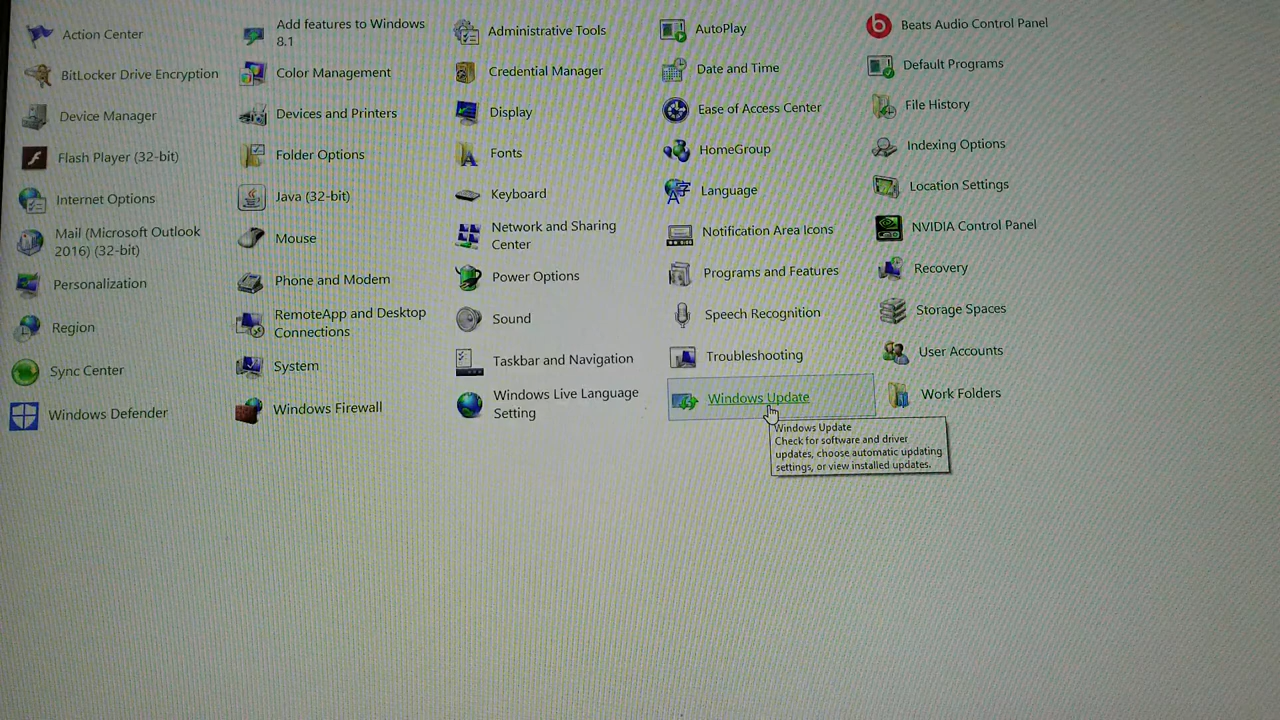 Action Center
Add features to Windows
8.1
Administrative Tools
AutoPlay
Beats Audio Control Panel
BitLocker Drive Encryption
Color Management
Credential Manager
Date and Time
Default Programs
Device Manager
Devices and Printers
Display
Ease of Access Center
File History
Flash Player (32-bit)
Folder Options
Fonts
HomeGroup
Indexing Options
Internet Options
Java (32-bit)
Keyboard
Language
Location Settings
Mail (Microsoft Outlook
2016) (32-bit)
Mouse
Network and Sharing
Center
Notification Area Icons
NVIDIA Control Panel
Personalization
Phone and Modem
Power Options
Programs and Features
Recovery
Region
RemoteApp and Desktop
Connections
Sound
Speech Recognition
Storage Spaces
Sync Center
System
Taskbar and Navigation
Troubleshooting
User Accounts
Windows Defender
Windows Firewall
Windows Live Language
Setting
Windows Update
Work Folders
Windows Update
Check for software and driver
updates, choose automatic updating
settings, or view installed updates.